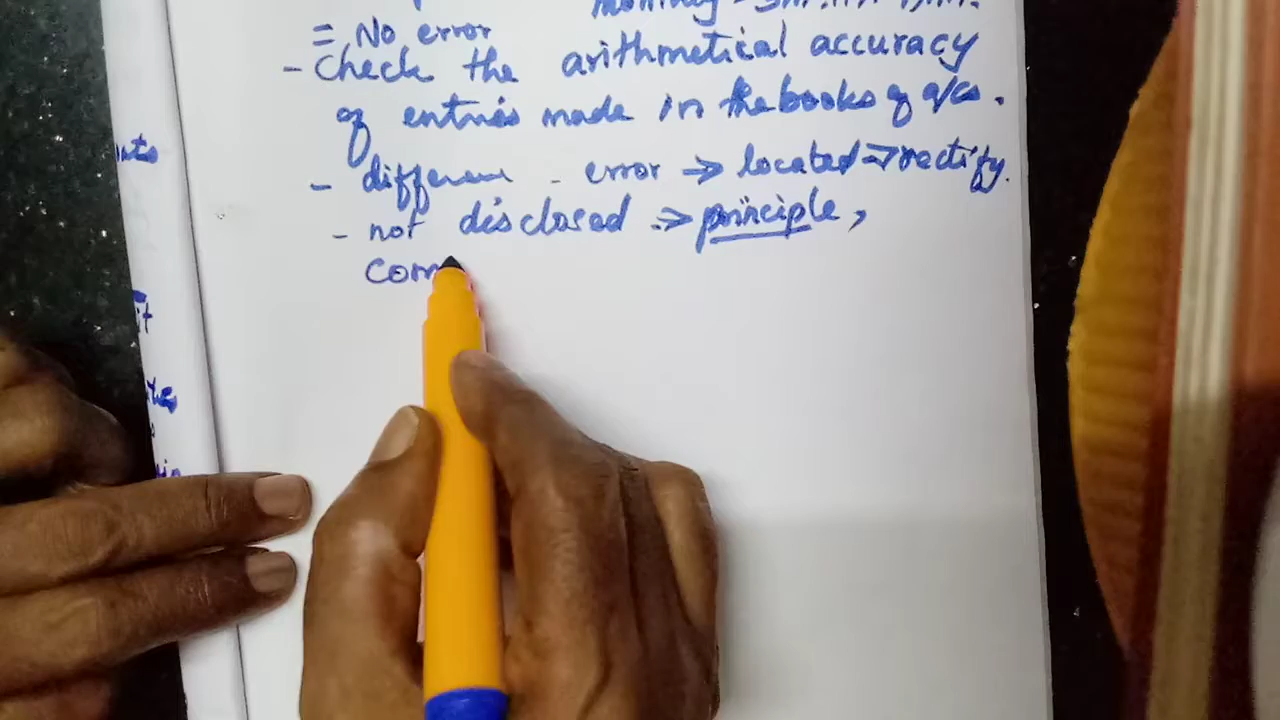 = No error
- check the arithmetical accuracy
of entries made in the books of a/cs.
- different - error => located => rectify.
- not disclosed => principle,
com